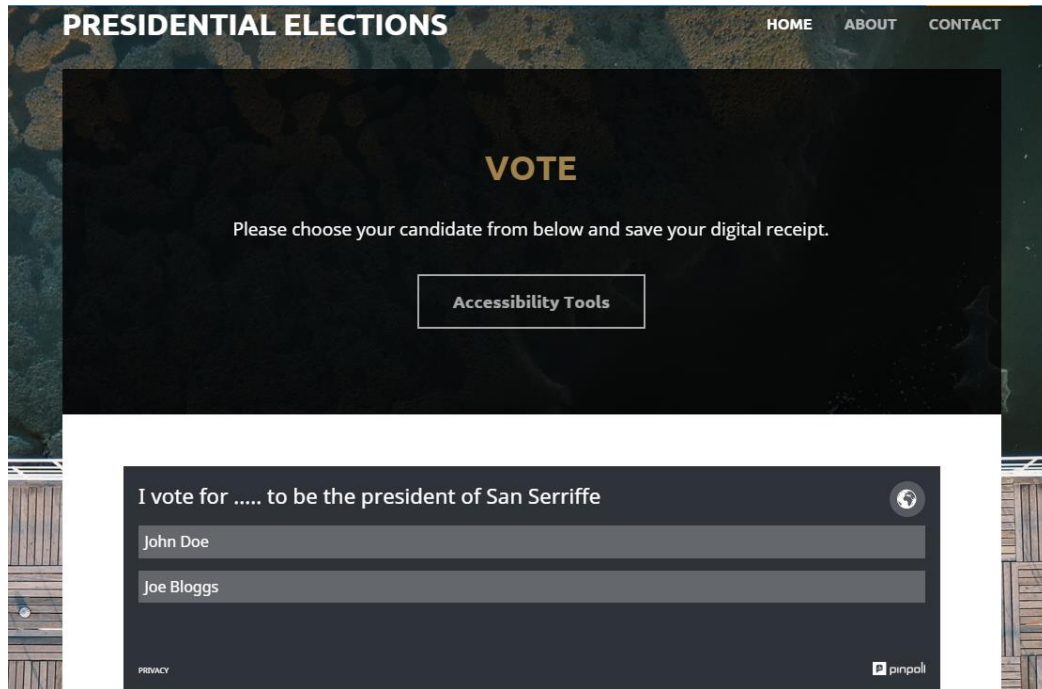 PRESIDENTIAL ELECTIONS
HOME ABOUT CONTACT
VOTE
Please choose your candidate from below and save your digital receipt.
Accessibility Tools
I vote for ..... to be the president of San Serriffe
John Doe
Joe Bloggs
PRIVACY
pinpoll